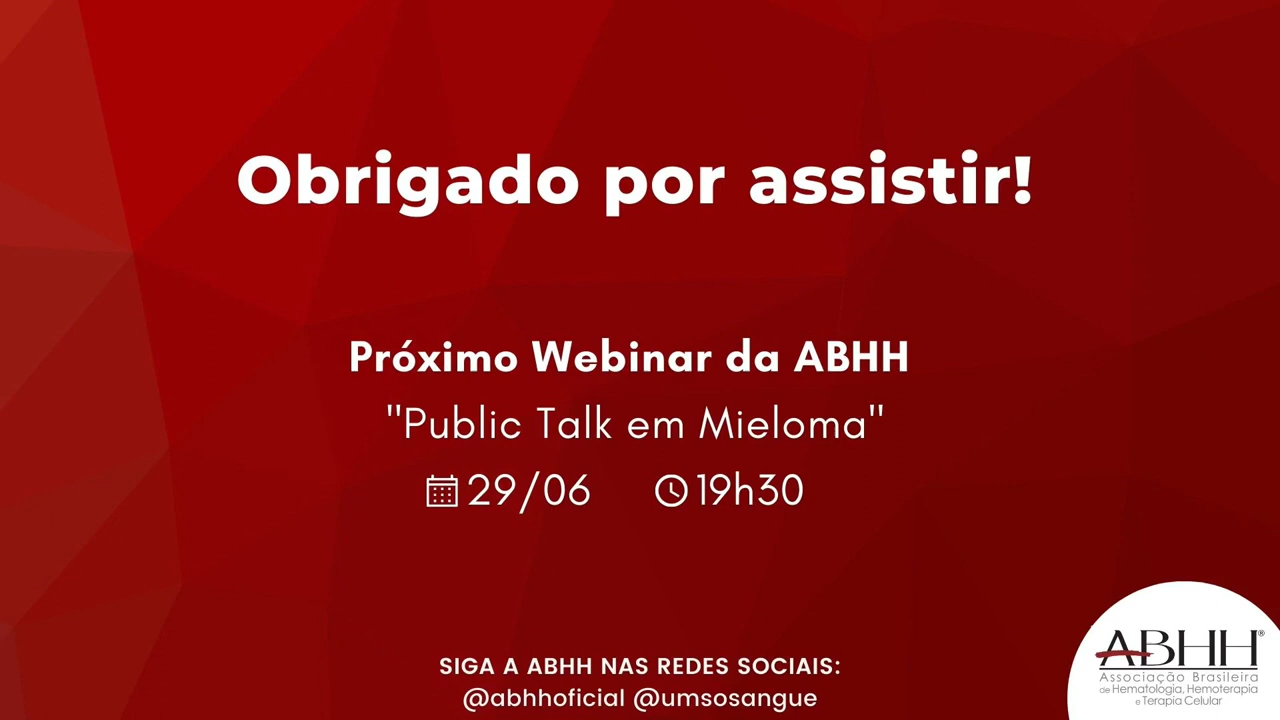 Obrigado por assistir!
Próximo Webinar da ABHH
"Public Talk em Mieloma"
29/06 19h30
SIGA A ABHH NAS REDES SOCIAIS:
@abhhoficial @umsosangue
ABHH®
Associação Brasileira
de Hematologia, Hemoterapia
e Terapia Celular